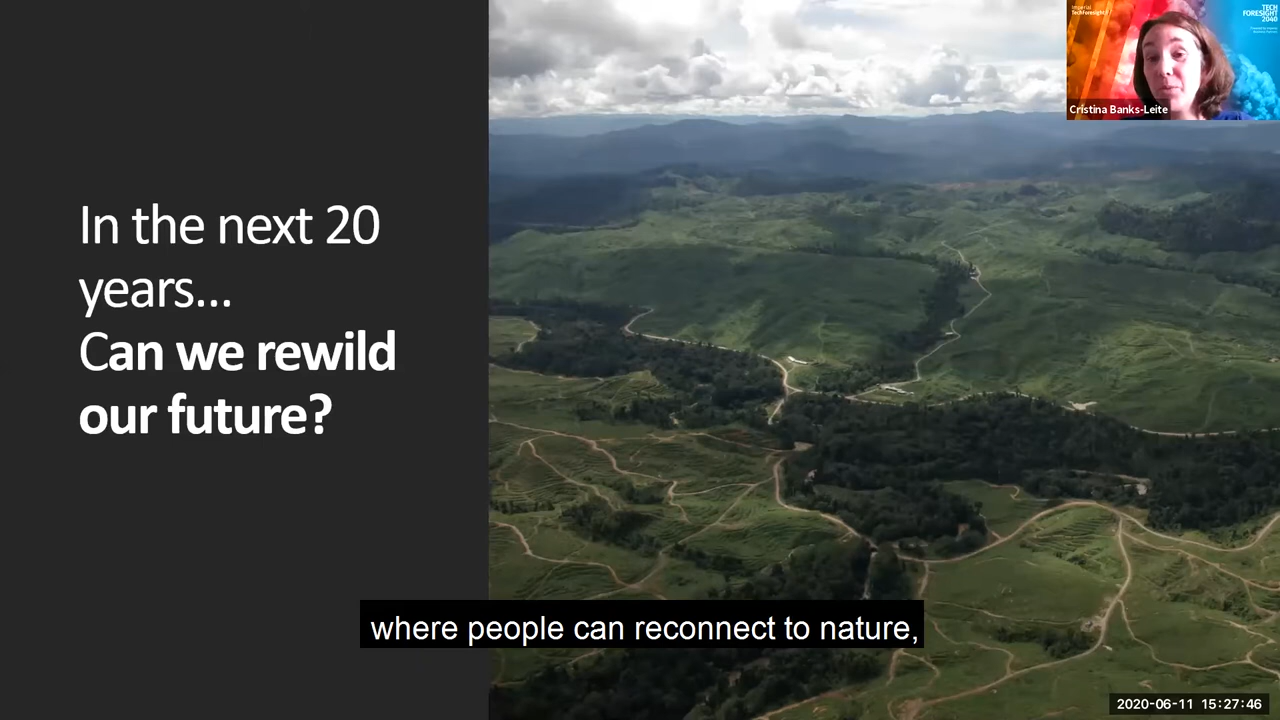 Imperial
TechForesight
TECH
FORESIGHT
2040
Cristina Banks-Leite
In the next 20
years...
Can we rewild
our future?
where people can reconnect to nature,
2020-06-11 15:27:46